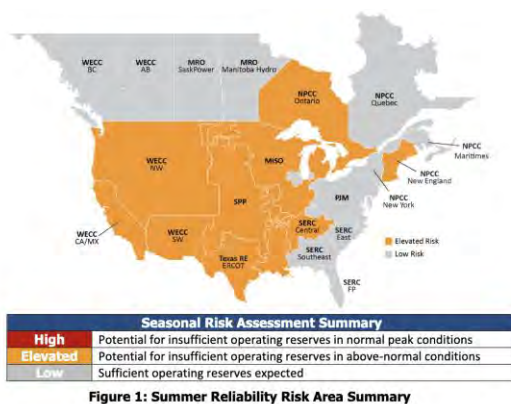 WECC
BC
WECC
AB
MRO
SaskPower
MRO
Manitoba Hydro
NPCC
Ontario
NPCC
Quebec
NPCC
Maritimes
NPCC
New England
NPCC
New York
WECC
NW
MISO
SPP
PJM
WECC
CA/MX
WECC
SW
SERC
Central
SERC
East
Texas RE
ERCOT
SERC
Southeast
SERC
FP
Elevated Risk
Low Risk
Seasonal Risk Assessment Summary
High Potential for insufficient operating reserves in normal peak conditions
Elevated Potential for insufficient operating reserves in above-normal conditions
Low Sufficient operating reserves expected
Figure 1: Summer Reliability Risk Area Summary